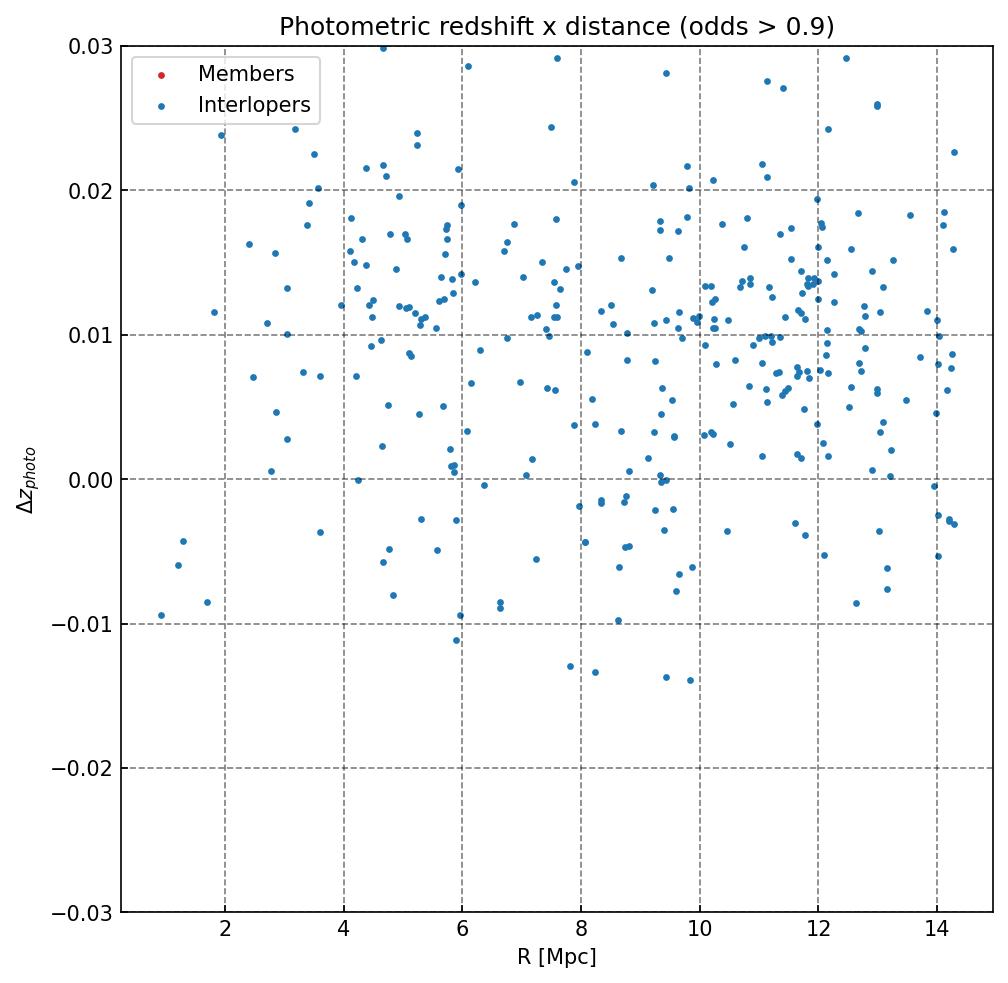 Photometric redshift x distance (odds > 0.9)
Members
Interlopers
0.03
0.02
0.01
0.00
−0.01
−0.02
−0.03
Δz_photo
2 4 6 8 10 12 14
R [Mpc]